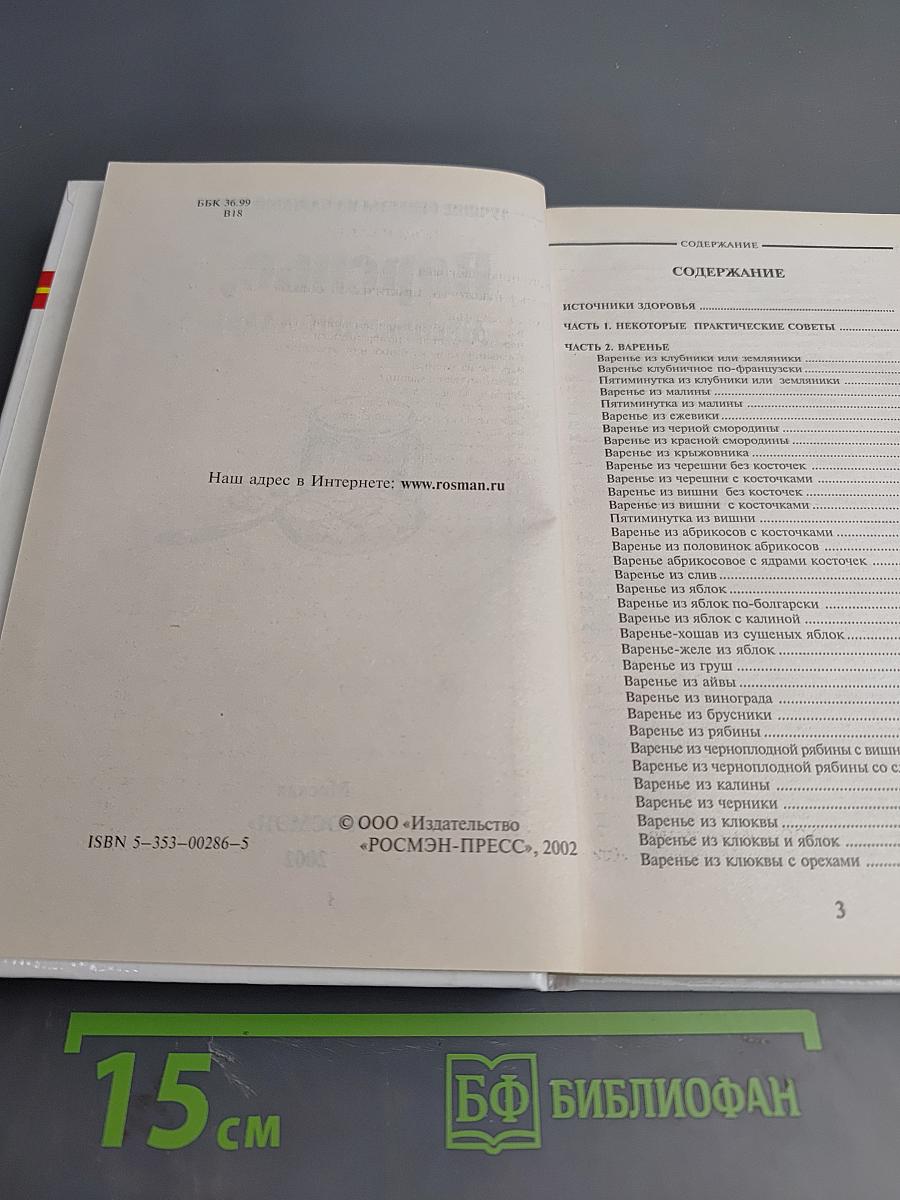 ББК 36.99
В18
Наш адрес в Интернете: www.rosman.ru
ISBN 5–353–00286–5
© ООО «Издательство
«РОСМЭН-ПРЕСС», 2002
СОДЕРЖАНИЕ
СОДЕРЖАНИЕ
ИСТОЧНИКИ ЗДОРОВЬЯ
ЧАСТЬ 1. НЕКОТОРЫЕ ПРАКТИЧЕСКИЕ СОВЕТЫ
ЧАСТЬ 2. ВАРЕНЬЕ
Варенье из клубники или земляники
Варенье клубничное по-французски
Пятиминутка из клубники или земляники
Варенье из малины
Пятиминутка из малины
Варенье из ежевики
Варенье из черной смородины
Варенье из красной смородины
Варенье из крыжовника
Варенье из черешни без косточек
Варенье из черешни с косточками
Варенье из вишни без косточек
Варенье из вишни с косточками
Пятиминутка из вишни
Варенье из абрикосов с косточками
Варенье из половинок абрикосов
Варенье абрикосовое с ядрами косточек
Варенье из слив
Варенье из яблок
Варенье из яблок по-болгарски
Варенье из яблок с калиной
Варенье-хошав из сушеных яблок
Варенье-желе из яблок
Варенье из груш
Варенье из айвы
Варенье из винограда
Варенье из брусники
Варенье из рябины
Варенье из черноплодной рябины с вишн
Варенье из черноплодной рябины со с
Варенье из калины
Варенье из черники
Варенье из клюквы
Варенье из клюквы и яблок
Варенье из клюквы с орехами
3
15 см
БФ БИБЛИОФАН